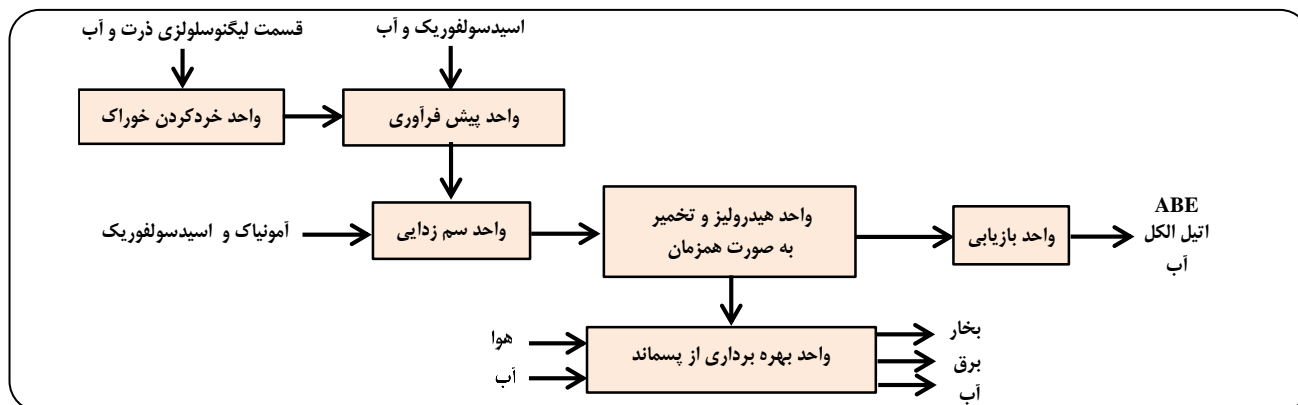 قسمت لیگنوسلولزی ذرت و آب
اسیدسولفوریک و آب
واحد خردکردن خوراک
واحد پیش فرآوری
آمونیاک و اسیدسولفوریک
واحد سم زدایی
واحد هیدرولیز و تخمیر
به صورت همزمان
واحد بازیابی
ABE
اتیل الکل
آب
هوا
آب
واحد بهره برداری از پسماند
بخار
برق
آب